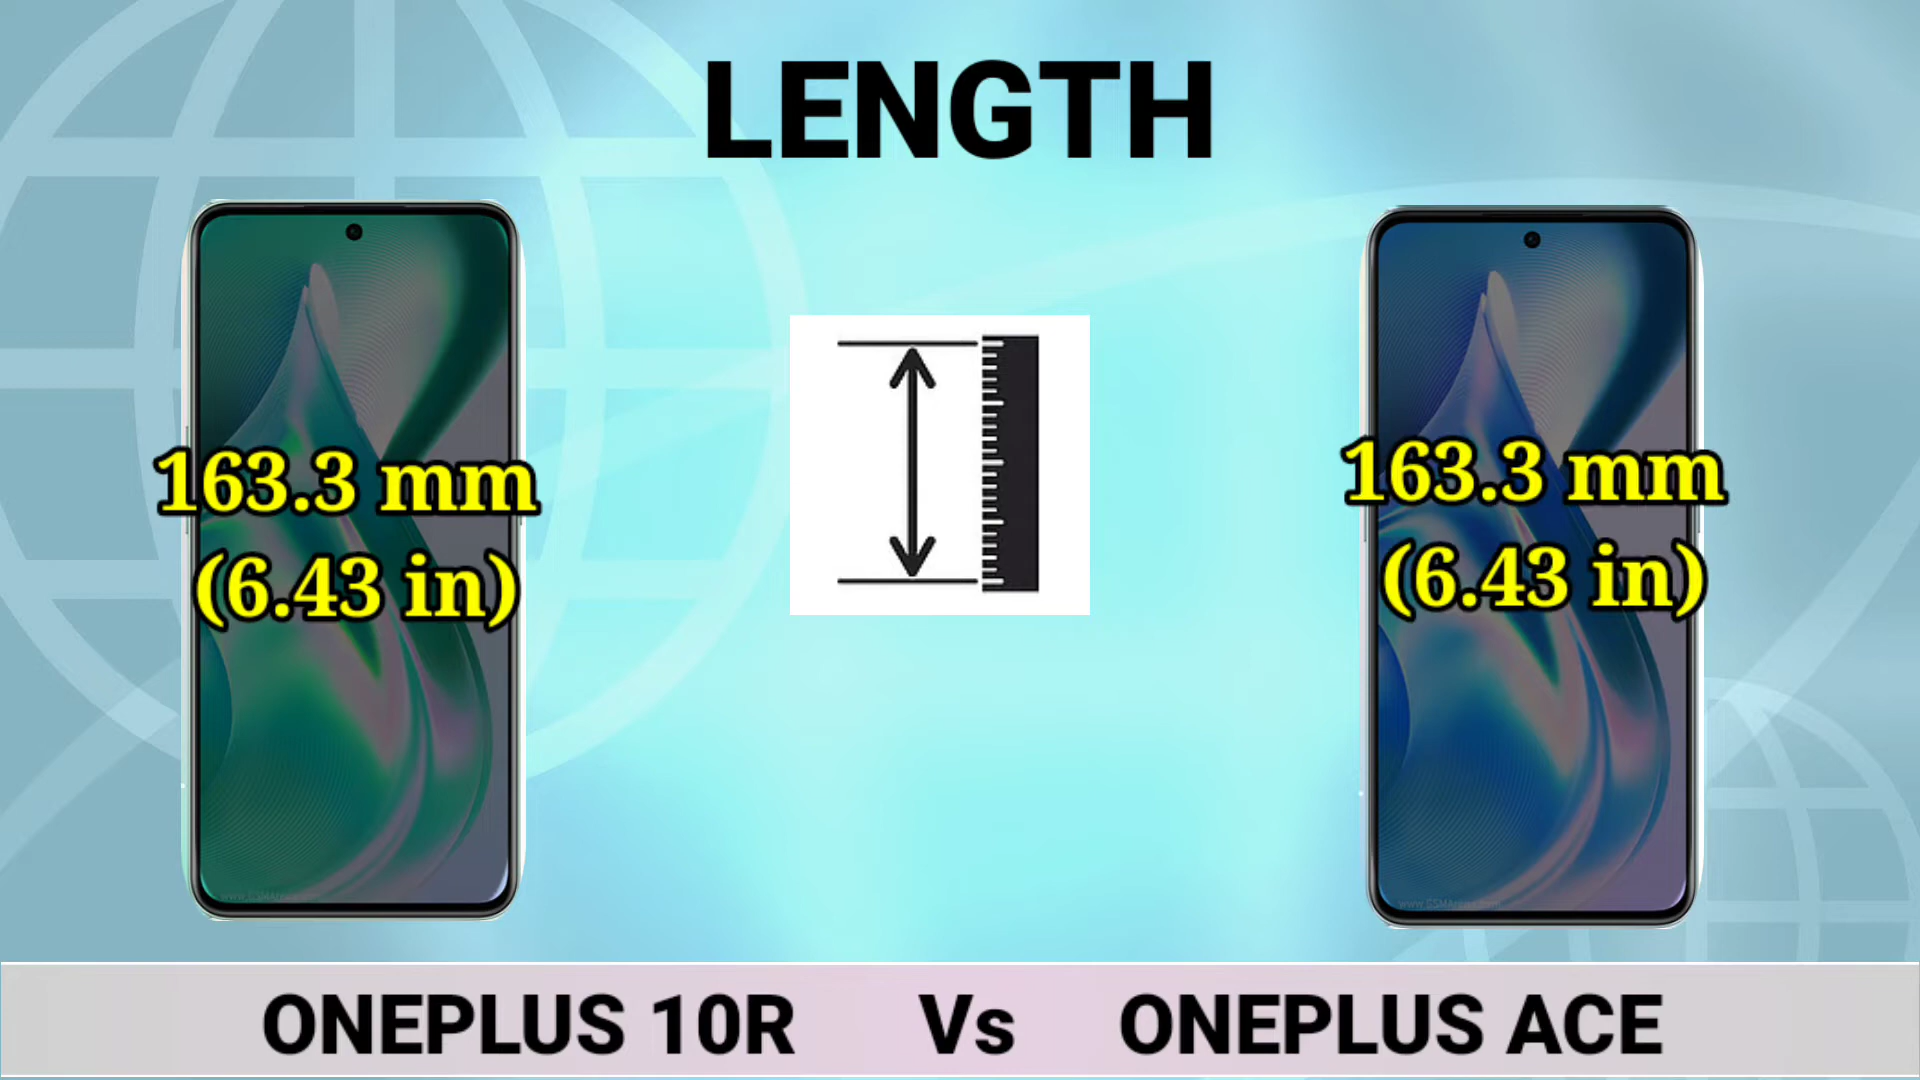 LENGTH
163.3 mm
(6.43 in)
163.3 mm
(6.43 in)
ONEPLUS 10R Vs ONEPLUS ACE